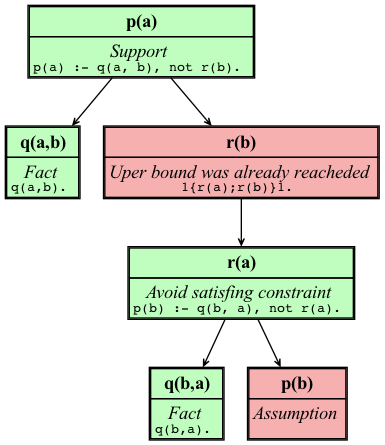 p(a)
Support
p(a) :- q(a, b), not r(b).
q(a,b)
Fact
q(a,b).
r(b)
Uper bound was already reacheded
1{r(a);r(b)}1.
r(a)
Avoid satisfing constraint
p(b) :- q(b, a), not r(a).
q(b,a)
Fact
q(b,a).
p(b)
Assumption